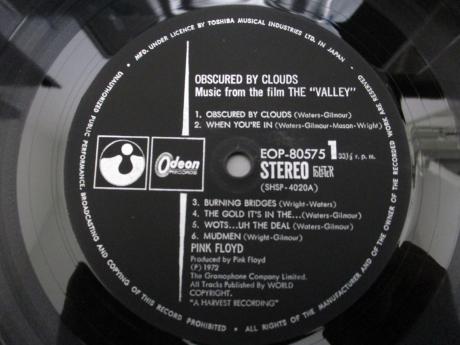 MFD. UNDER LICENCE BY TOSHIBA MUSICAL INDUSTRIES LTD. IN JAPAN
ALL RIGHTS OF THE MANUFACTURER AND OF THE OWNER OF THE RECORDED WORK ARE RESERVED
UNAUTHORIZED PUBLIC PERFORMANCE, BROADCASTING AND COPYING OF THIS RECORD PROHIBITED
OBSCURED BY CLOUDS
Music from the film THE "VALLEY"
1. OBSCURED BY CLOUDS (Waters-Gilmour)
2. WHEN YOU'RE IN (Waters-Gilmour-Mason-Wright)
Odeon
RECORDS
EOP-80575 1 33⅓ r. p. m.
STEREO
(SHSP-4020A)
3. BURNING BRIDGES (Wright-Waters)
4. THE GOLD IT'S IN THE...(Waters-Gilmour)
5. WOTS...UH THE DEAL (Waters-Gilmour)
6. MUDMEN (Wright-Gilmour)
PINK FLOYD
Produced by Pink Floyd
(P) 1972
The Gramophone Company Limited.
All Tracks Published By WORLD
COPYRIGHT.
"A HARVEST RECORDING"